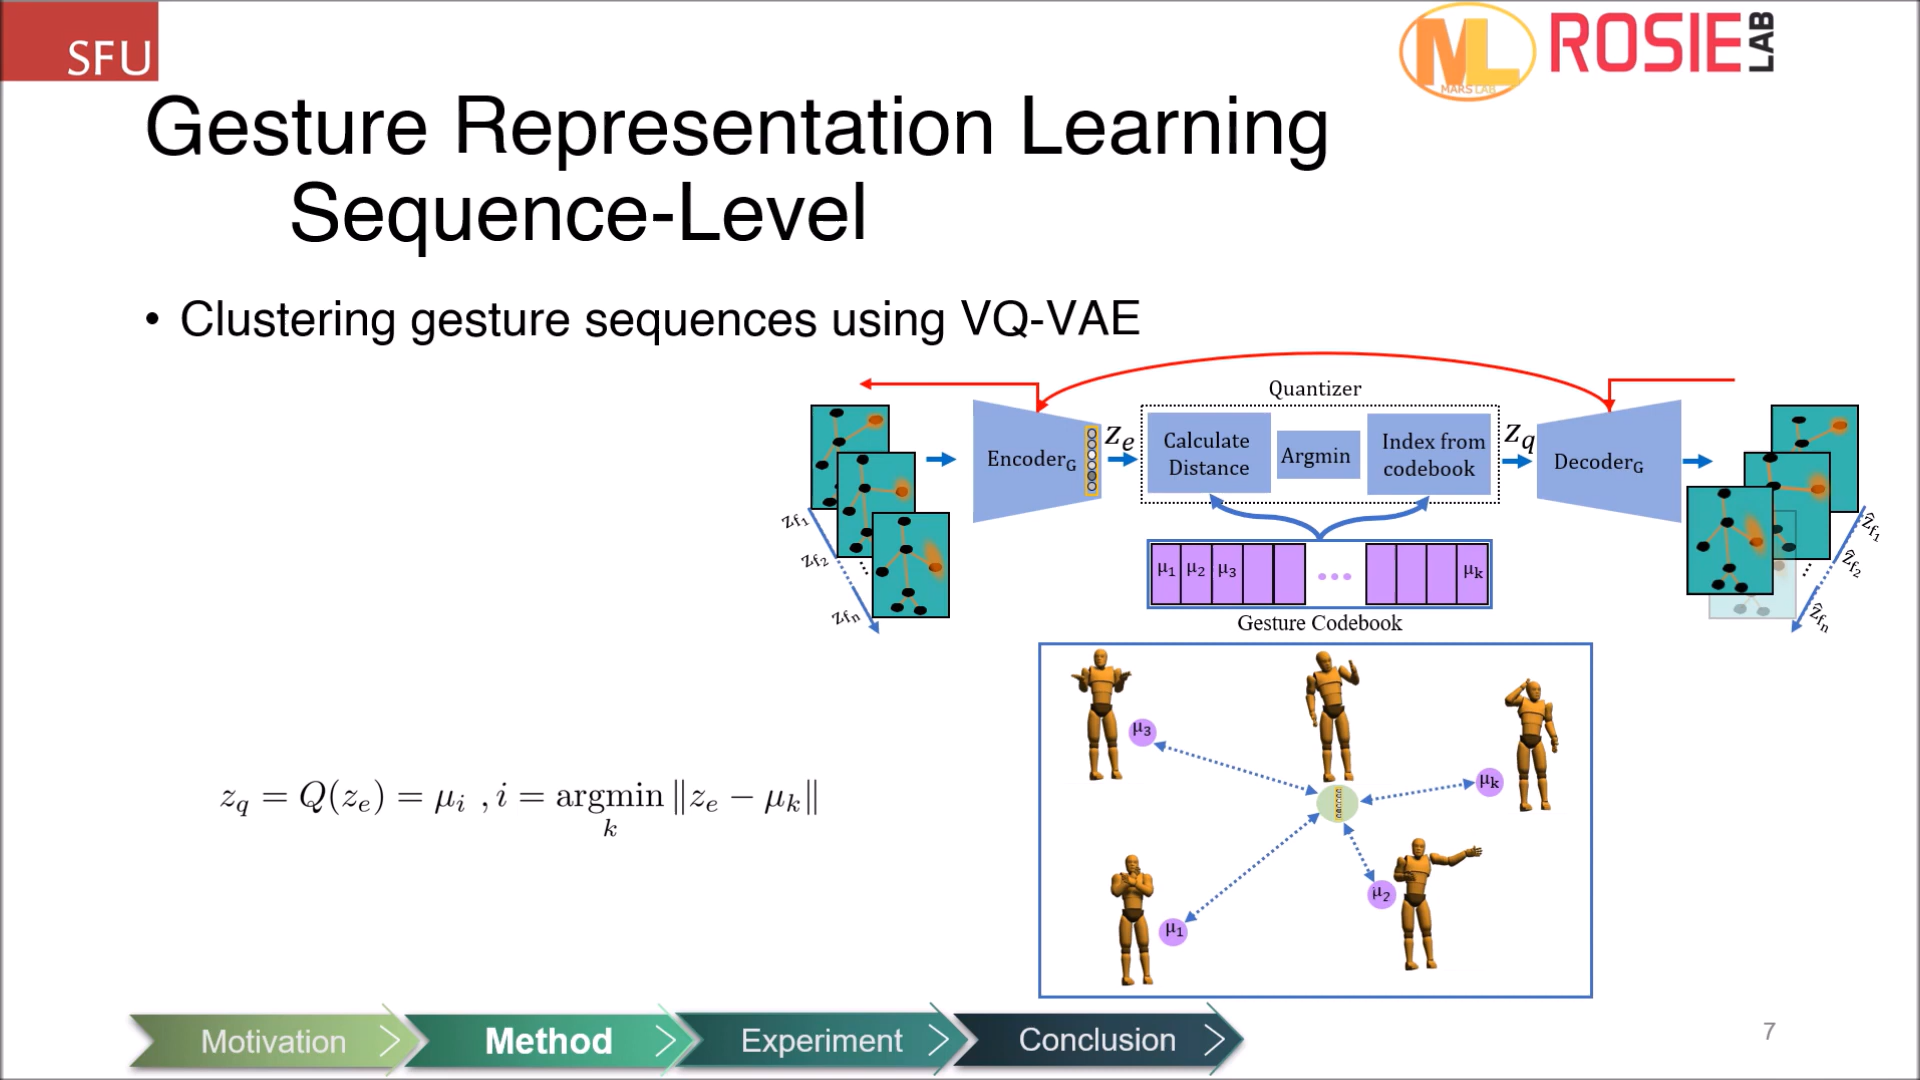 SFU
ML
MARS LAB
ROSIE LAB
Gesture Representation Learning
Sequence-Level
• Clustering gesture sequences using VQ-VAE
Quantizer
Encoder_G
z_e
Calculate
Distance
Argmin
Index from
codebook
z_q
Decoder_G
z_f₁
z_f₂
⋮
z_fₙ
ẑ_f₁
ẑ_f₂
⋮
ẑ_fₙ
μ₁ μ₂ μ₃ ... μₖ
Gesture Codebook
μ₃
μₖ
μ₂
μ₁
z_q = Q(z_e) = μ_i , i = argmin ‖z_e − μ_k‖
k
Motivation
Method
Experiment
Conclusion
7